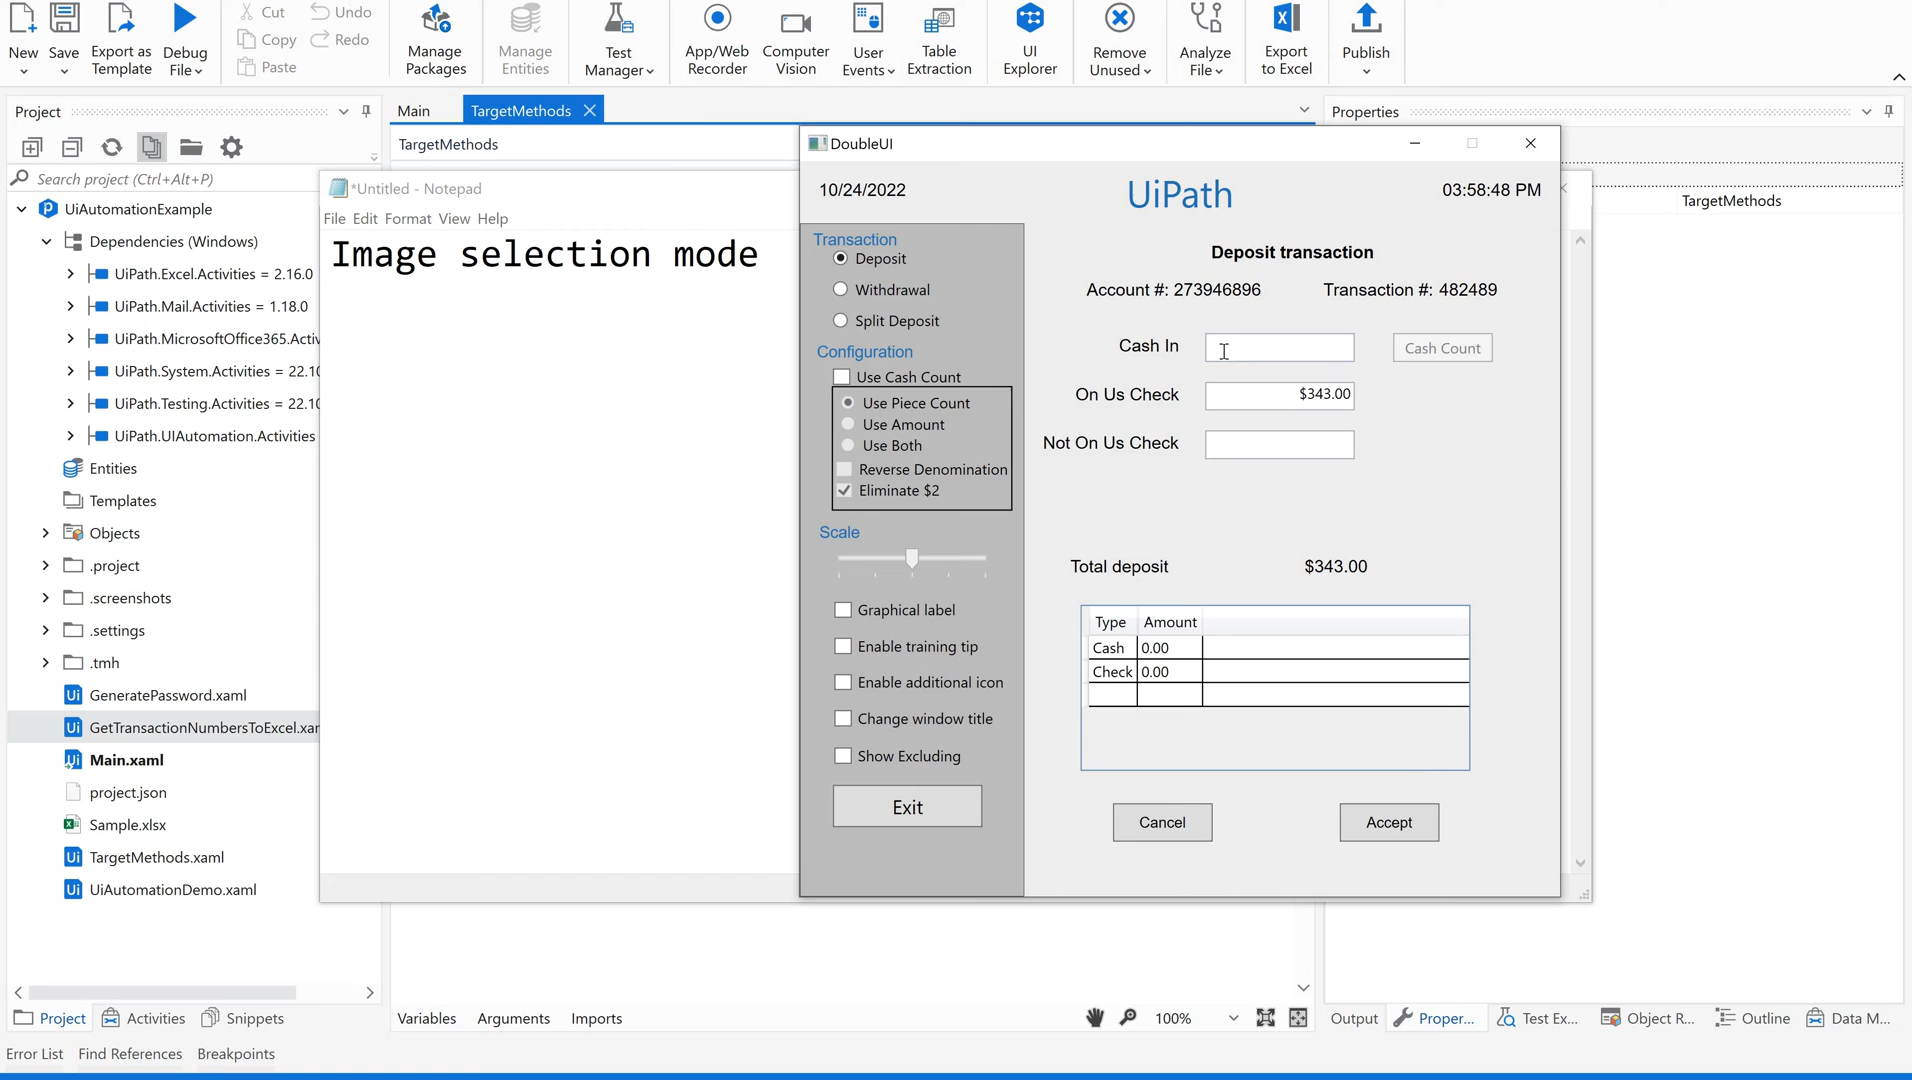 New
Save
Export as Template
Debug File
Cut
Copy
Paste
Undo
Redo
Manage Packages
Manage Entities
Test Manager
App/Web Recorder
Computer Vision
User Events
Table Extraction
UI Explorer
Remove Unused
Analyze File
Export to Excel
Publish
Project
Main
TargetMethods
Properties
TargetMethods
Search project (Ctrl+Alt+P)
TargetMethods
UiAutomationExample
Dependencies (Windows)
UiPath.Excel.Activities = 2.16.0
UiPath.Mail.Activities = 1.18.0
UiPath.MicrosoftOffice365.Activ
UiPath.System.Activities = 22.10
UiPath.Testing.Activities = 22.10
UiPath.UIAutomation.Activities
Entities
Templates
Objects
.project
.screenshots
.settings
.tmh
GeneratePassword.xaml
GetTransactionNumbersToExcel.xar
Main.xaml
project.json
Sample.xlsx
TargetMethods.xaml
UiAutomationDemo.xaml
*Untitled - Notepad
File Edit Format View Help
Image selection mode
DoubleUI
10/24/2022
UiPath
03:58:48 PM
Transaction
Deposit
Withdrawal
Split Deposit
Configuration
Use Cash Count
Use Piece Count
Use Amount
Use Both
Reverse Denomination
Eliminate $2
Scale
Graphical label
Enable training tip
Enable additional icon
Change window title
Show Excluding
Exit
Deposit transaction
Account #: 273946896 Transaction #: 482489
Cash In
Cash Count
On Us Check $343.00
Not On Us Check
Total deposit $343.00
Type Amount
Cash 0.00
Check 0.00
Cancel
Accept
Project
Activities
Snippets
Variables
Arguments
Imports
100%
Output
Proper...
Test Ex...
Object R...
Outline
Data M...
Error List
Find References
Breakpoints